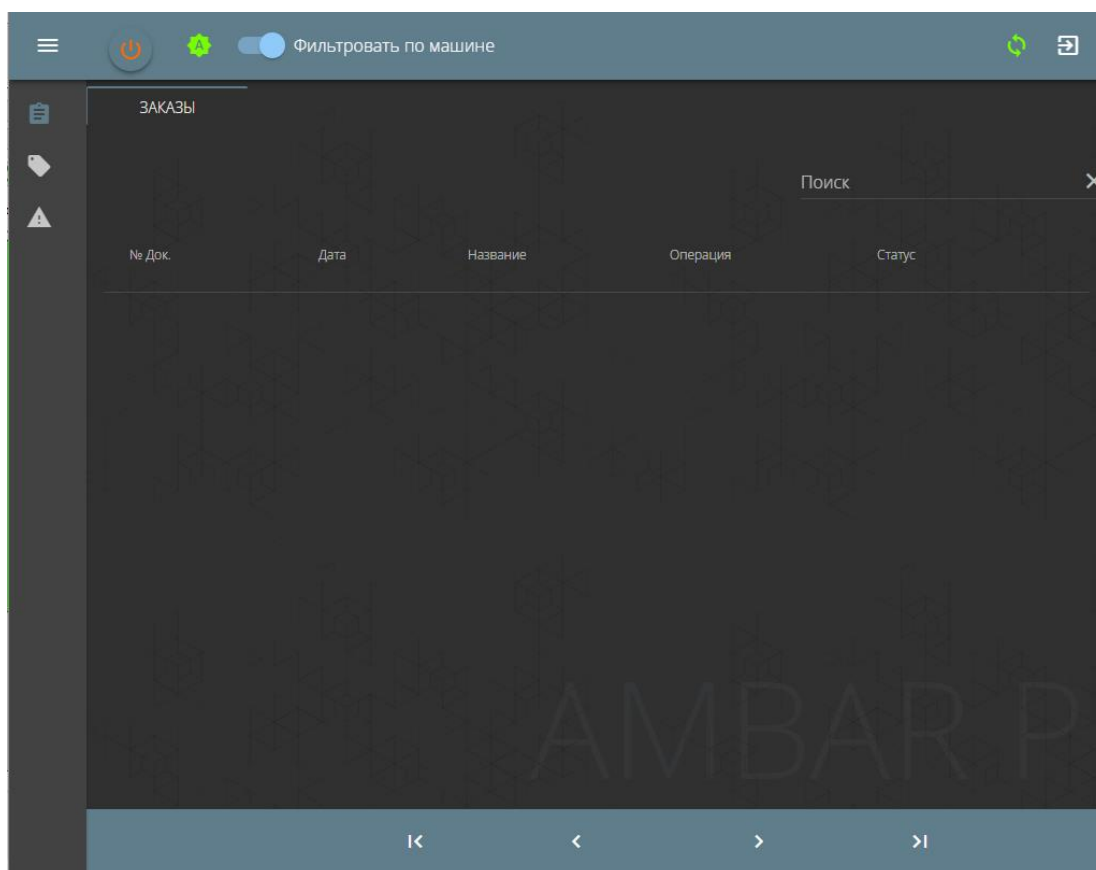 A
Фильтровать по машине
ЗАКАЗЫ
Поиск
№ Док. Дата Название Операция Статус
AMBAR P